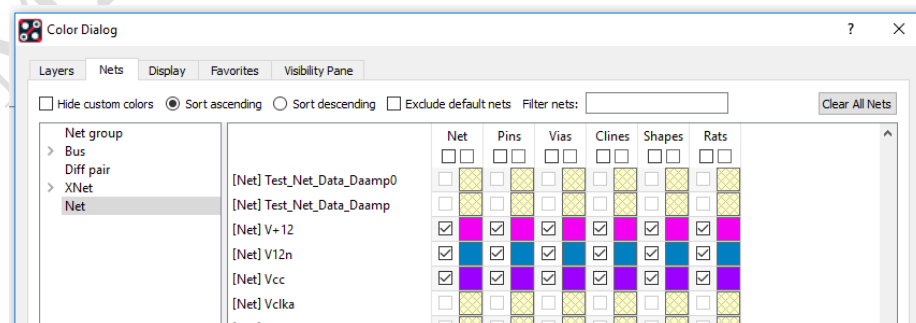 Color Dialog ? ×
Layers Nets Display Favorites Visibility Pane
Hide custom colors Sort ascending Sort descending Exclude default nets Filter nets: Clear All Nets
Net group
Bus
Diff pair
XNet
Net
Net Pins Vias Clines Shapes Rats
[Net] Test_Net_Data_Daamp0
[Net] Test_Net_Data_Daamp
[Net] V+12
[Net] V12n
[Net] Vcc
[Net] Vclka